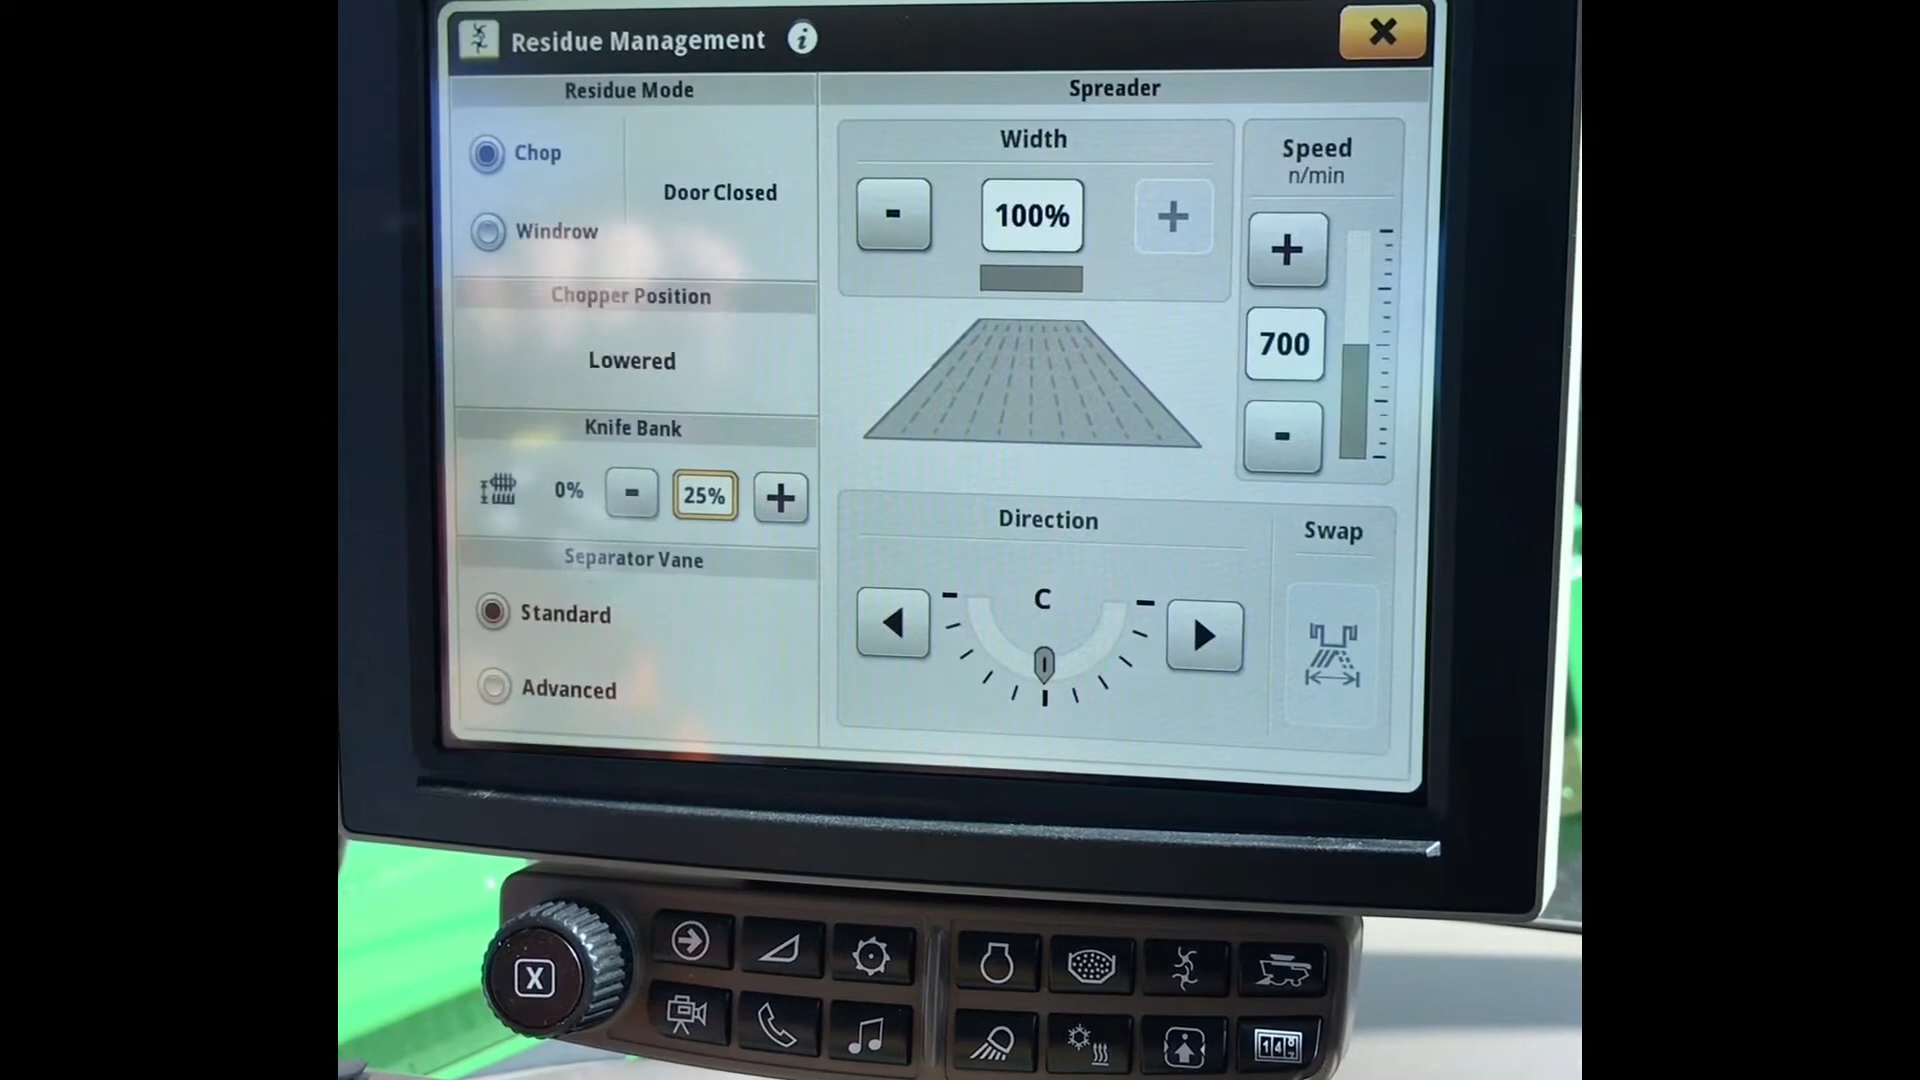 Residue Management i X
Residue Mode
Chop
Door Closed
Windrow
Chopper Position
Lowered
Knife Bank
0% - 25% +
Separator Vane
Standard
Advanced
Spreader
Width
- 100% +
Speed
n/min
+
700
-
Direction
C
Swap
X